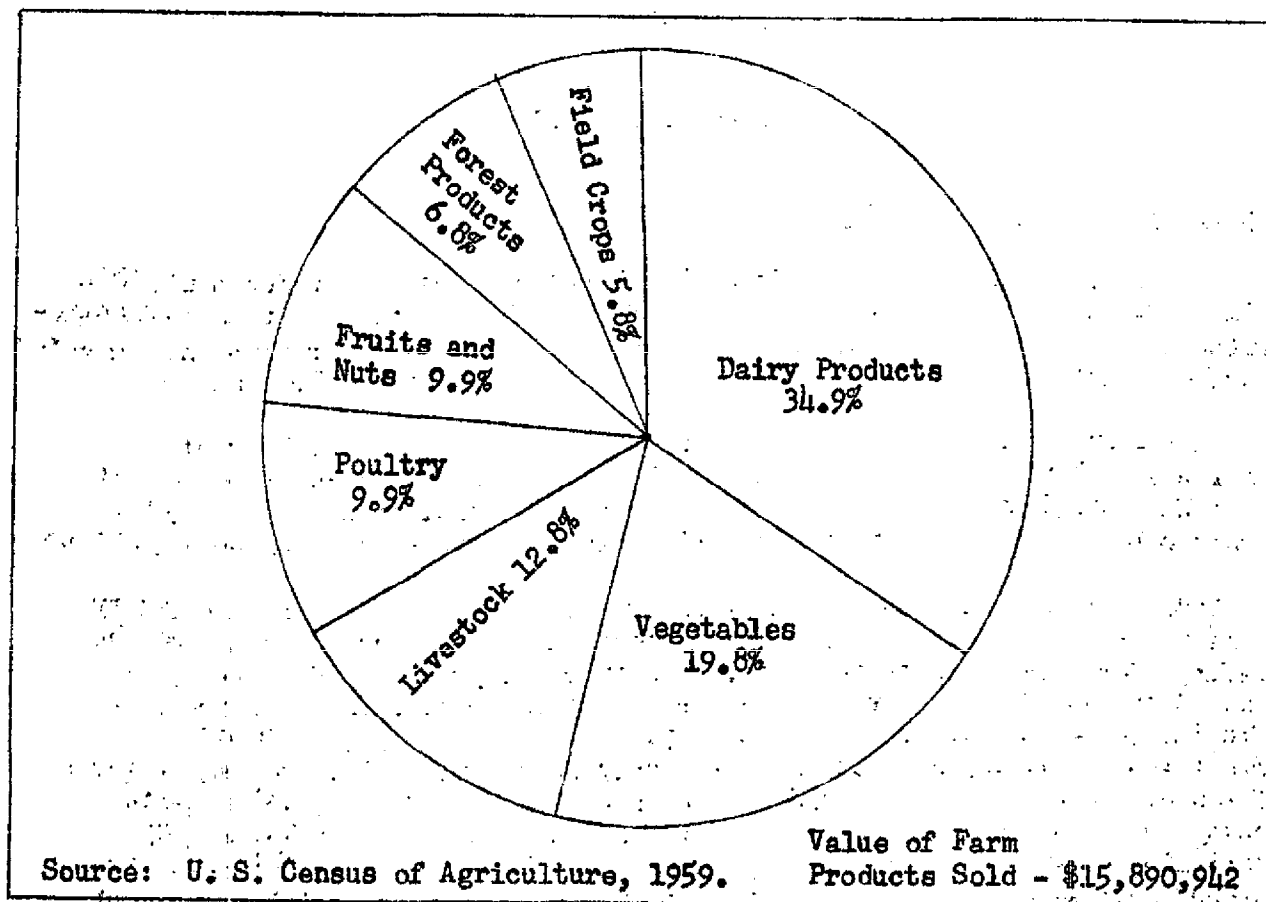 Field Crops 5.8%
Forest
Products
6.8%
Fruits and
Nuts 9.9%
Dairy Products
34.9%
Poultry
9.9%
Livestock 12.8%
Vegetables
19.8%
Value of Farm
Source: U. S. Census of Agriculture, 1959.
Products Sold - $15,890,942